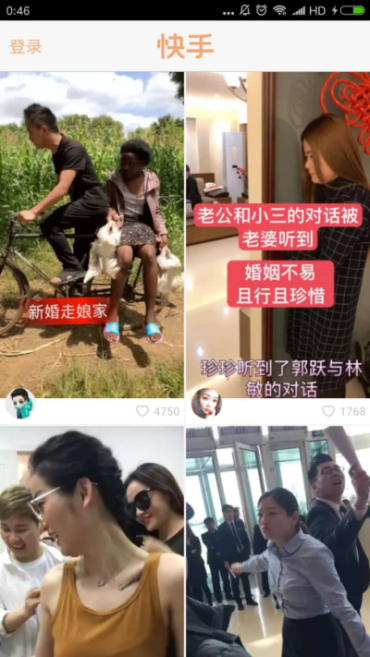 0:46
... HD
登录
快手
新婚走娘家
老公和小三的对话被
老婆听到
婚姻不易
且行且珍惜
珍珍听到了郭跃与林
敏的对话
4750
1768